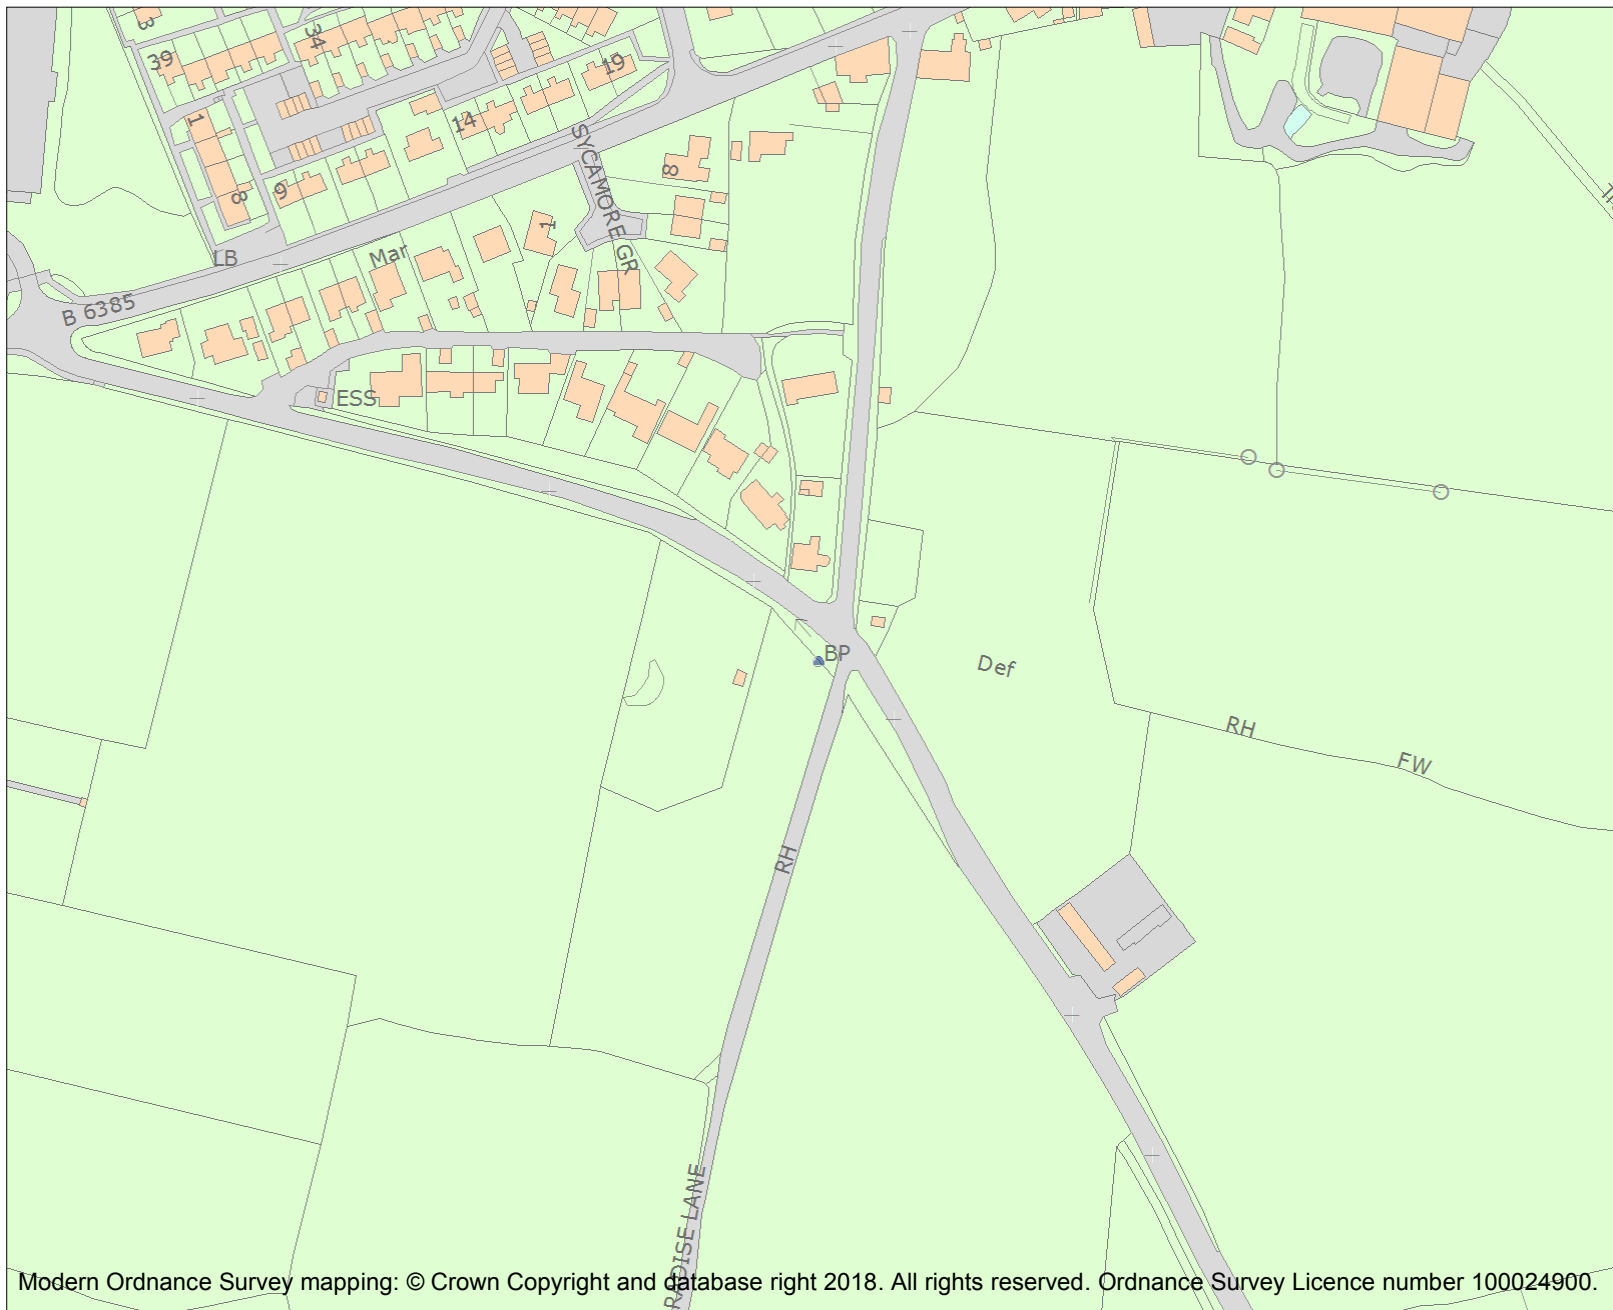 3
34
39
19
1
14
8
9
8
SYCAMORE GR
1
LB
Mar
B 6385
ESS
BP
Def
RH
FW
RH
RADISE LANE
Modern Ordnance Survey mapping: © Crown Copyright and database right 2018. All rights reserved. Ordnance Survey Licence number 100024900.